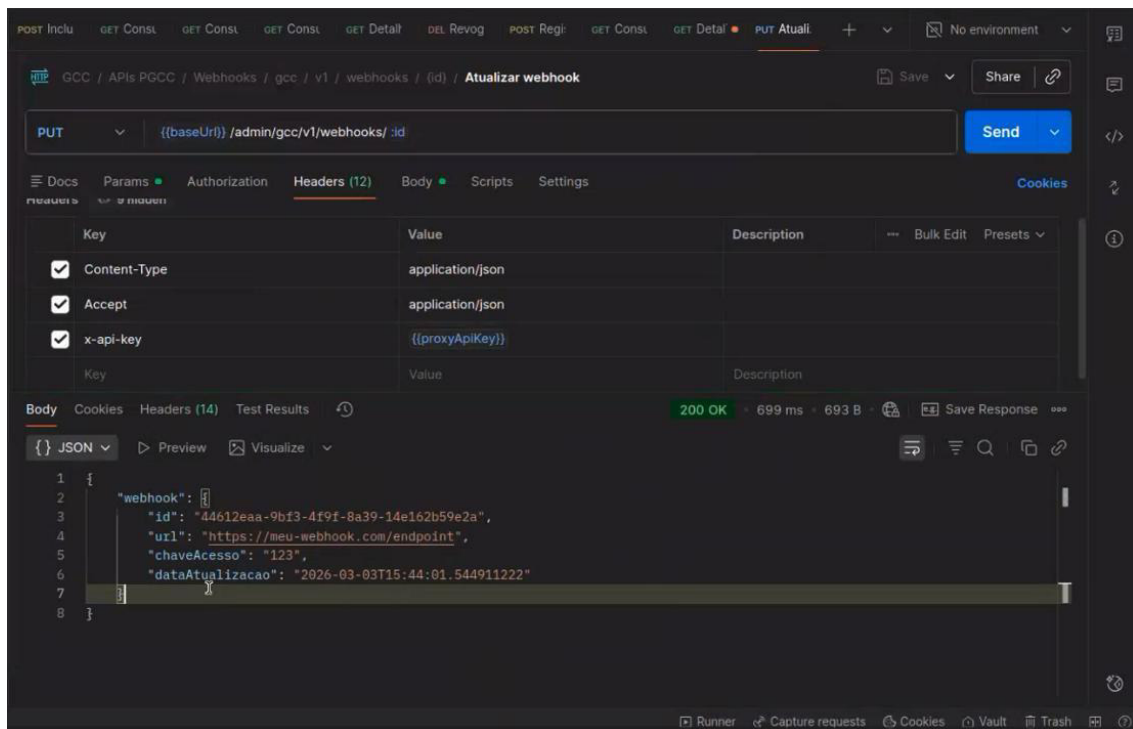 POST Inclu GET Consu GET Consu GET Consu GET Detalh DEL Revog POST Regi GET Consu GET Detal PUT Atuali No environment
HTTP GCC / APIs PGCC / Webhooks / gcc / v1 / webhooks / {id} / Atualizar webhook Save Share
PUT {{baseUrl}} /admin/gcc/v1/webhooks/ :id Send
Docs Params Authorization Headers (12) Body Scripts Settings Cookies
Headers 9 hidden
Key Value Description Bulk Edit Presets
Content-Type application/json
Accept application/json
x-api-key {{proxyApiKey}}
Key Value Description
Body Cookies Headers (14) Test Results 200 OK 699 ms 693 B Save Response
{} JSON Preview Visualize
1 {
2 "webhook": {
3 "id": "44612eaa-9bf3-4f9f-8a39-14e162b59e2a",
4 "url": "https://meu-webhook.com/endpoint",
5 "chaveAcesso": "123",
6 "dataAtualizacao": "2026-03-03T15:44:01.544911222"
7 }
8 }
Runner Capture requests Cookies Vault Trash